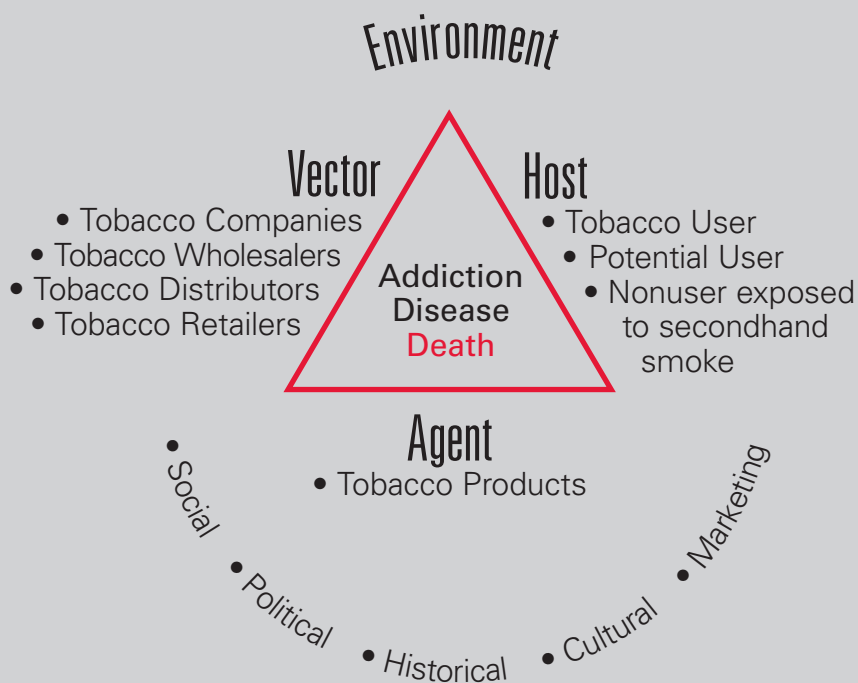 Environment
Vector
• Tobacco Companies
• Tobacco Wholesalers
• Tobacco Distributors
• Tobacco Retailers
Host
• Tobacco User
• Potential User
• Nonuser exposed
to secondhand
smoke
Addiction
Disease
Death
Agent
• Tobacco Products
• Social
• Political
• Historical
• Cultural
• Marketing